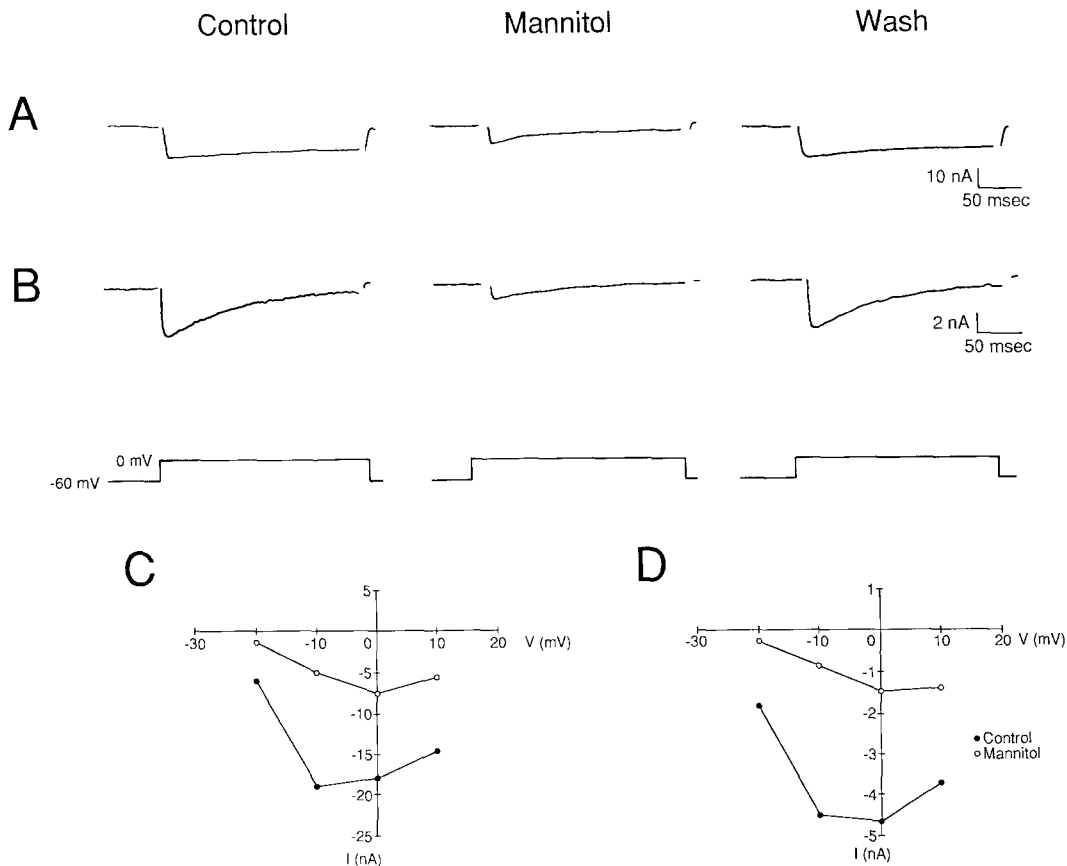 Control Mannitol Wash
A
10 nA
50 msec
B
2 nA
50 msec
0 mV
-60 mV
C
5
-30 -20 -10 0 10 20 V (mV)
-5
-10
-15
-20
-25
I (nA)
D
1
-30 -20 -10 0 10 20 V (mV)
-1
-2
-3
-4
-5
I (nA)
Control
Mannitol